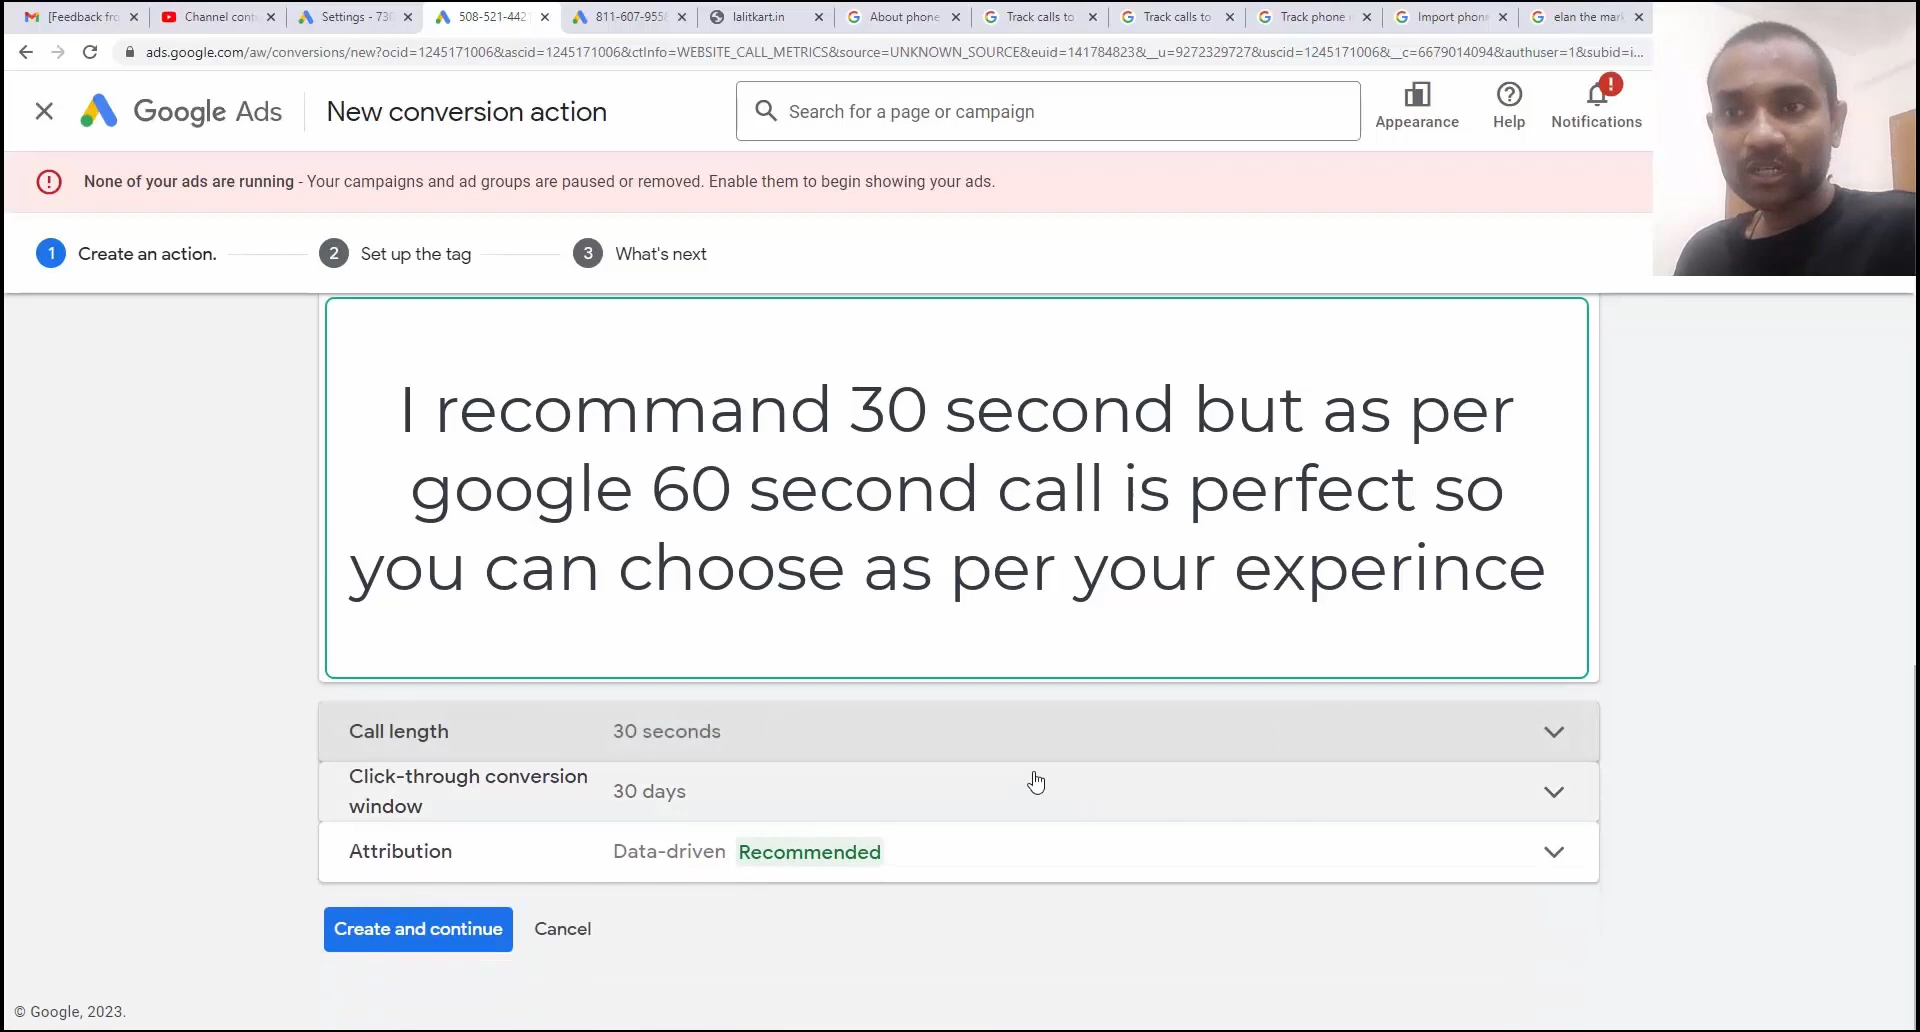 [Feedback fro
Channel cont
Settings - 738
508-521-442
811-607-9556
lalitkart.in
About phone
Track calls to
Track calls to
Track phone
Import phone
elan the mark
ads.google.com/aw/conversions/new?ocid=1245171006&ascid=1245171006&ctInfo=WEBSITE_CALL_METRICS&source=UNKNOWN_SOURCE&euid=141784823&__u=9272329727&uscid=1245171006&__c=6679014094&authuser=1&subid=i...
Google Ads
New conversion action
Search for a page or campaign
Appearance
Help
Notifications
None of your ads are running - Your campaigns and ad groups are paused or removed. Enable them to begin showing your ads.
1 Create an action.
2 Set up the tag
3 What's next
I recommand 30 second but as per
google 60 second call is perfect so
you can choose as per your experince
Call length 30 seconds
Click-through conversion
window
30 days
Attribution Data-driven Recommended
Create and continue Cancel
© Google, 2023.